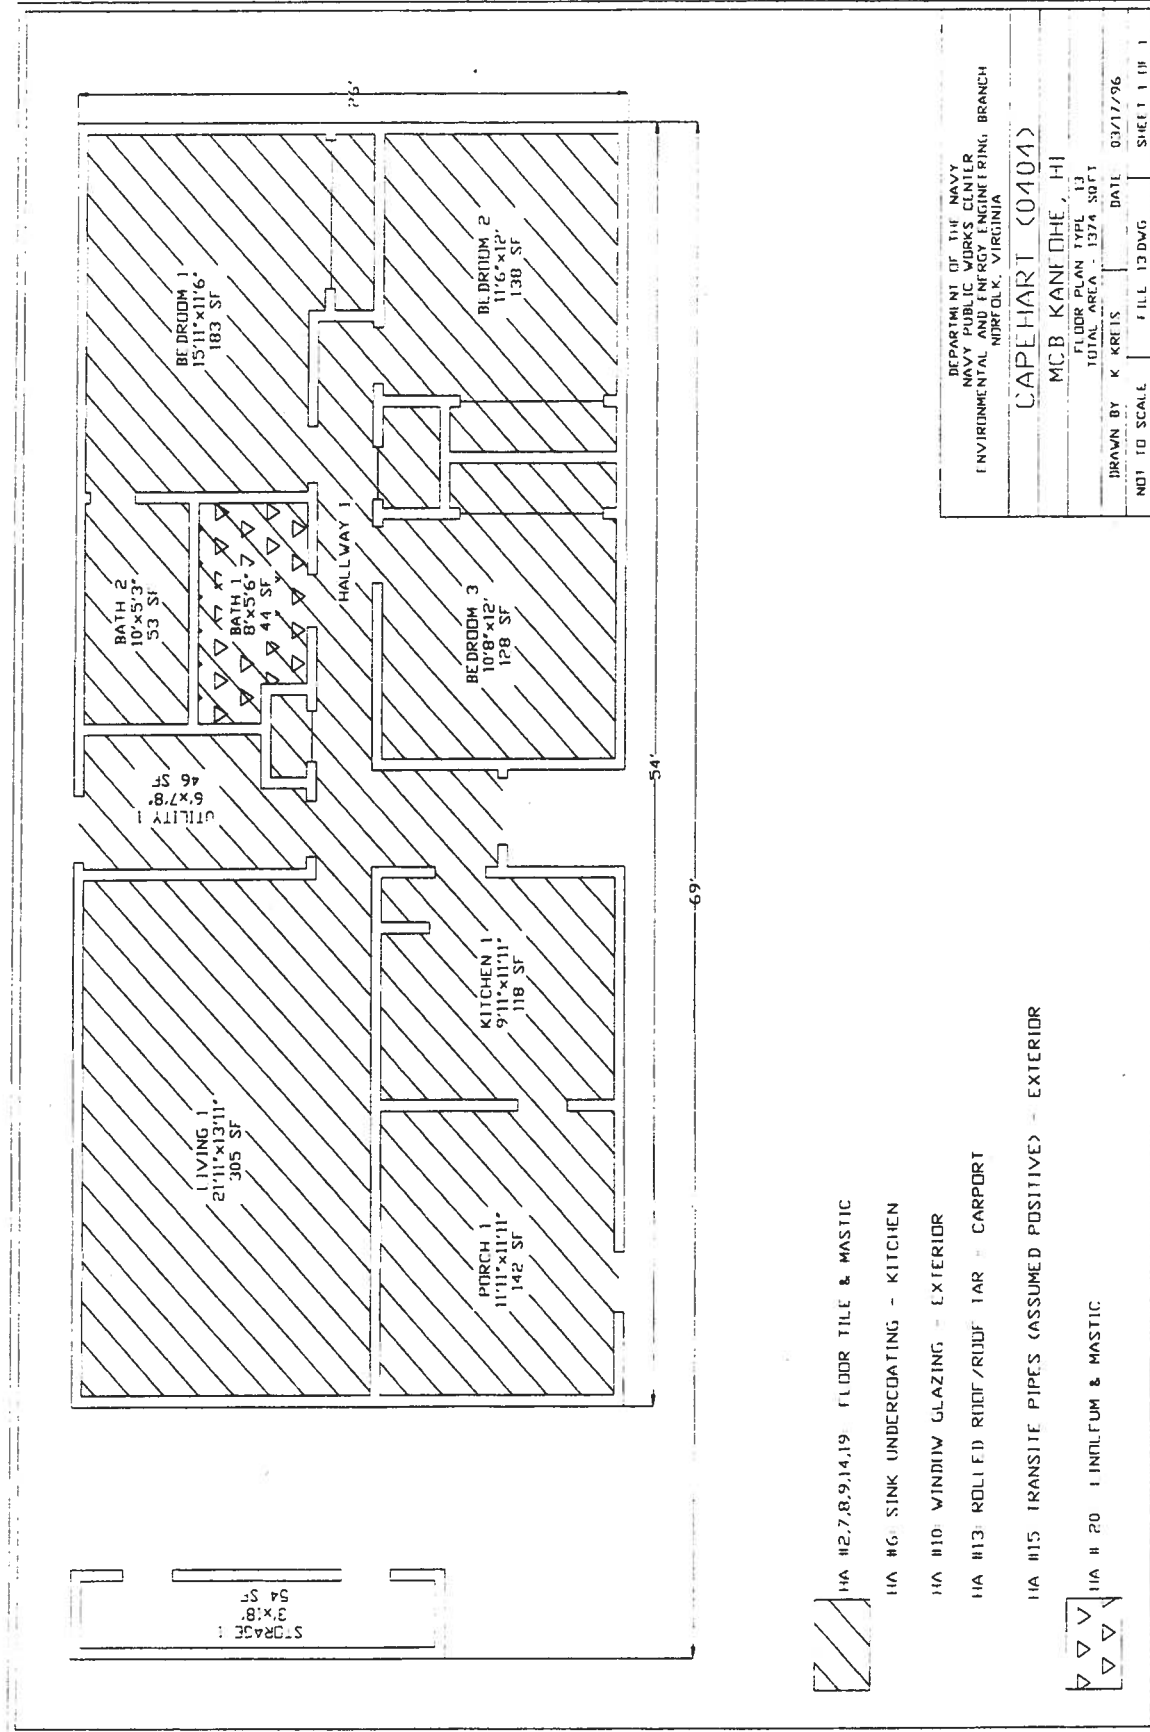 BEDROOM 1
15'11"x11'6"
183 SF
BEDROOM 2
11'6"x12'
138 SF
BATH 2
10'x5'3"
53 SF
BATH 1
8'x5'6"
44 SF
HALLWAY 1
BEDROOM 3
10'8"x12'
128 SF
UTILITY 1
6'x7'8"
46 SF
LIVING 1
21'11"x13'11"
305 SF
KITCHEN 1
9'11"x11'11"
118 SF
PORCH 1
11'11"x11'11"
142 SF
STORAGE 1
3'x18'
54 SF
26'
54'
69'
HA #2,7,8,9,14,19: FLOOR TILE & MASTIC
HA #6: SINK UNDERCOATING - KITCHEN
HA #10: WINDOW GLAZING - EXTERIOR
HA #13: ROLLED ROOF/ROOF TAR - CARPORT
HA #15 TRANSITE PIPES (ASSUMED POSITIVE) - EXTERIOR
HA # 20 LINOLEUM & MASTIC
DEPARTMENT OF THE NAVY
NAVY PUBLIC WORKS CENTER
ENVIRONMENTAL AND ENERGY ENGINEERING BRANCH
NORFOLK, VIRGINIA
CAPEHART (0404)
MCB KANEOHE, HI
FLOOR PLAN TYPE 13
TOTAL AREA - 1374 SQFT
DRAWN BY K KREIS DATE 03/17/96
NOT TO SCALE FILE 13DWG SHEET 1 OF 1